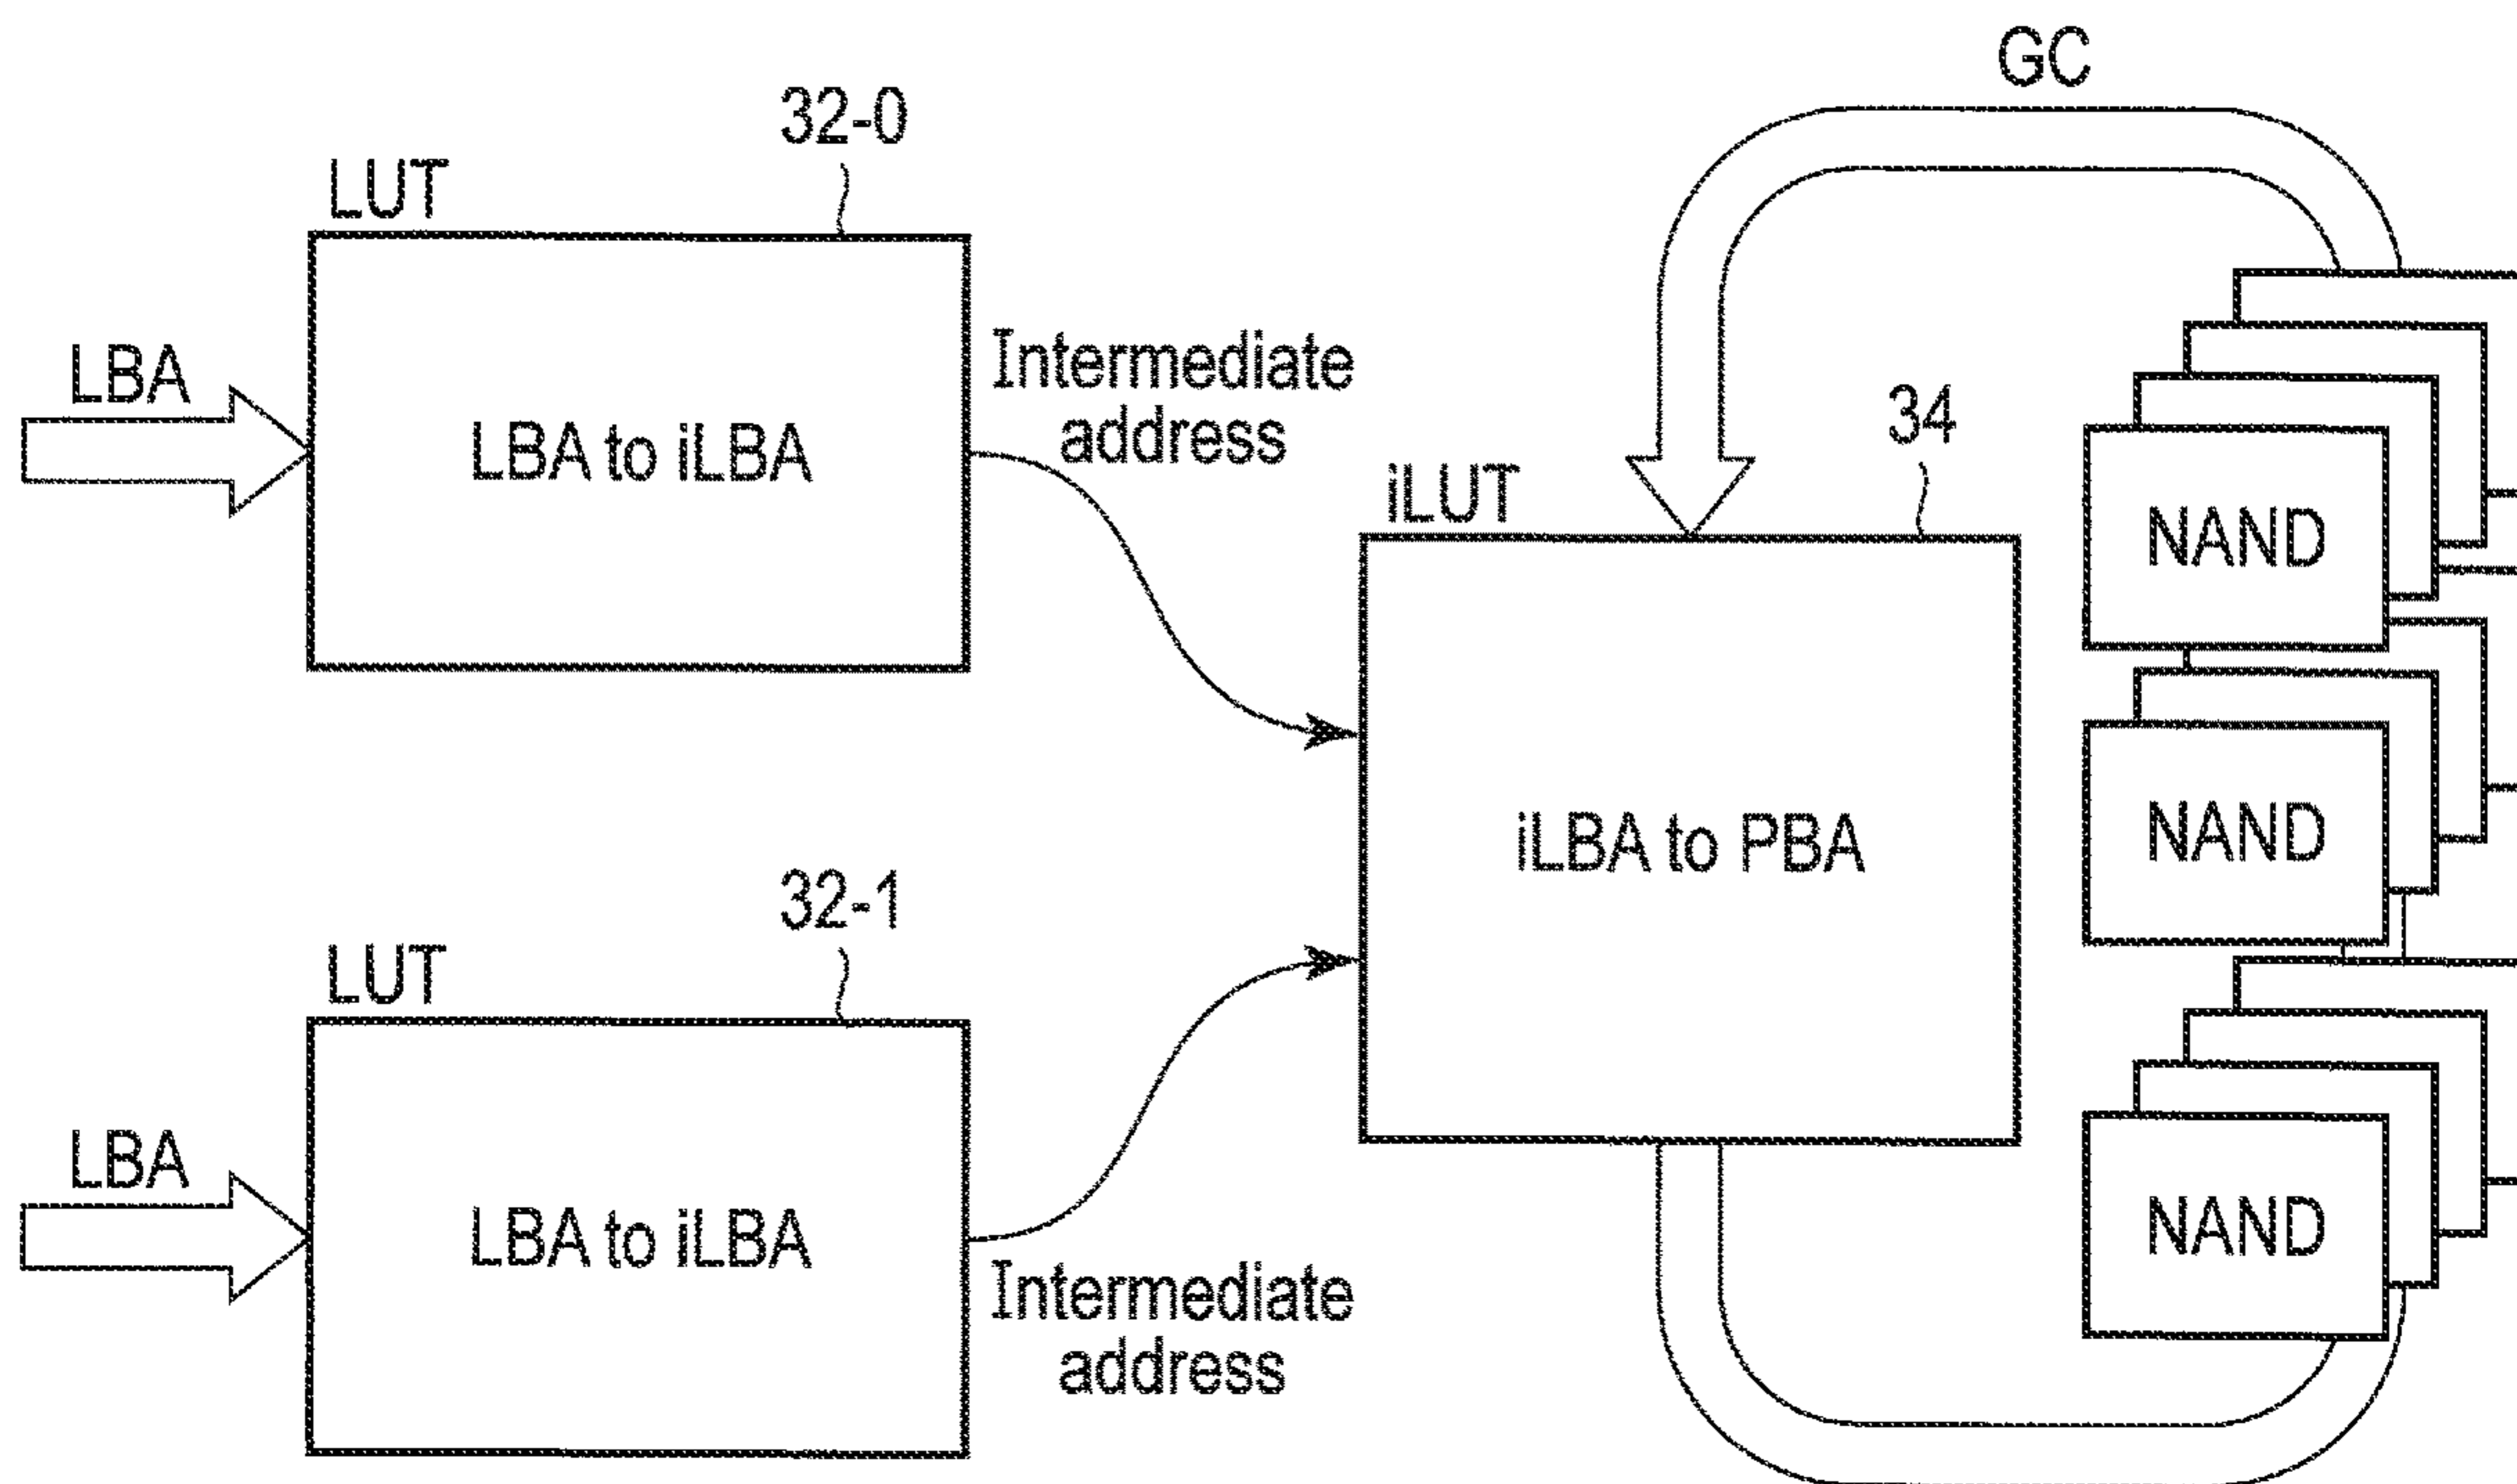 GC
32-0
LUT
LBA
LBA to iLBA
Intermediate
address
34
iLUT
NAND
iLBA to PBA
NAND
32-1
LUT
LBA
LBA to iLBA
NAND
Intermediate
address